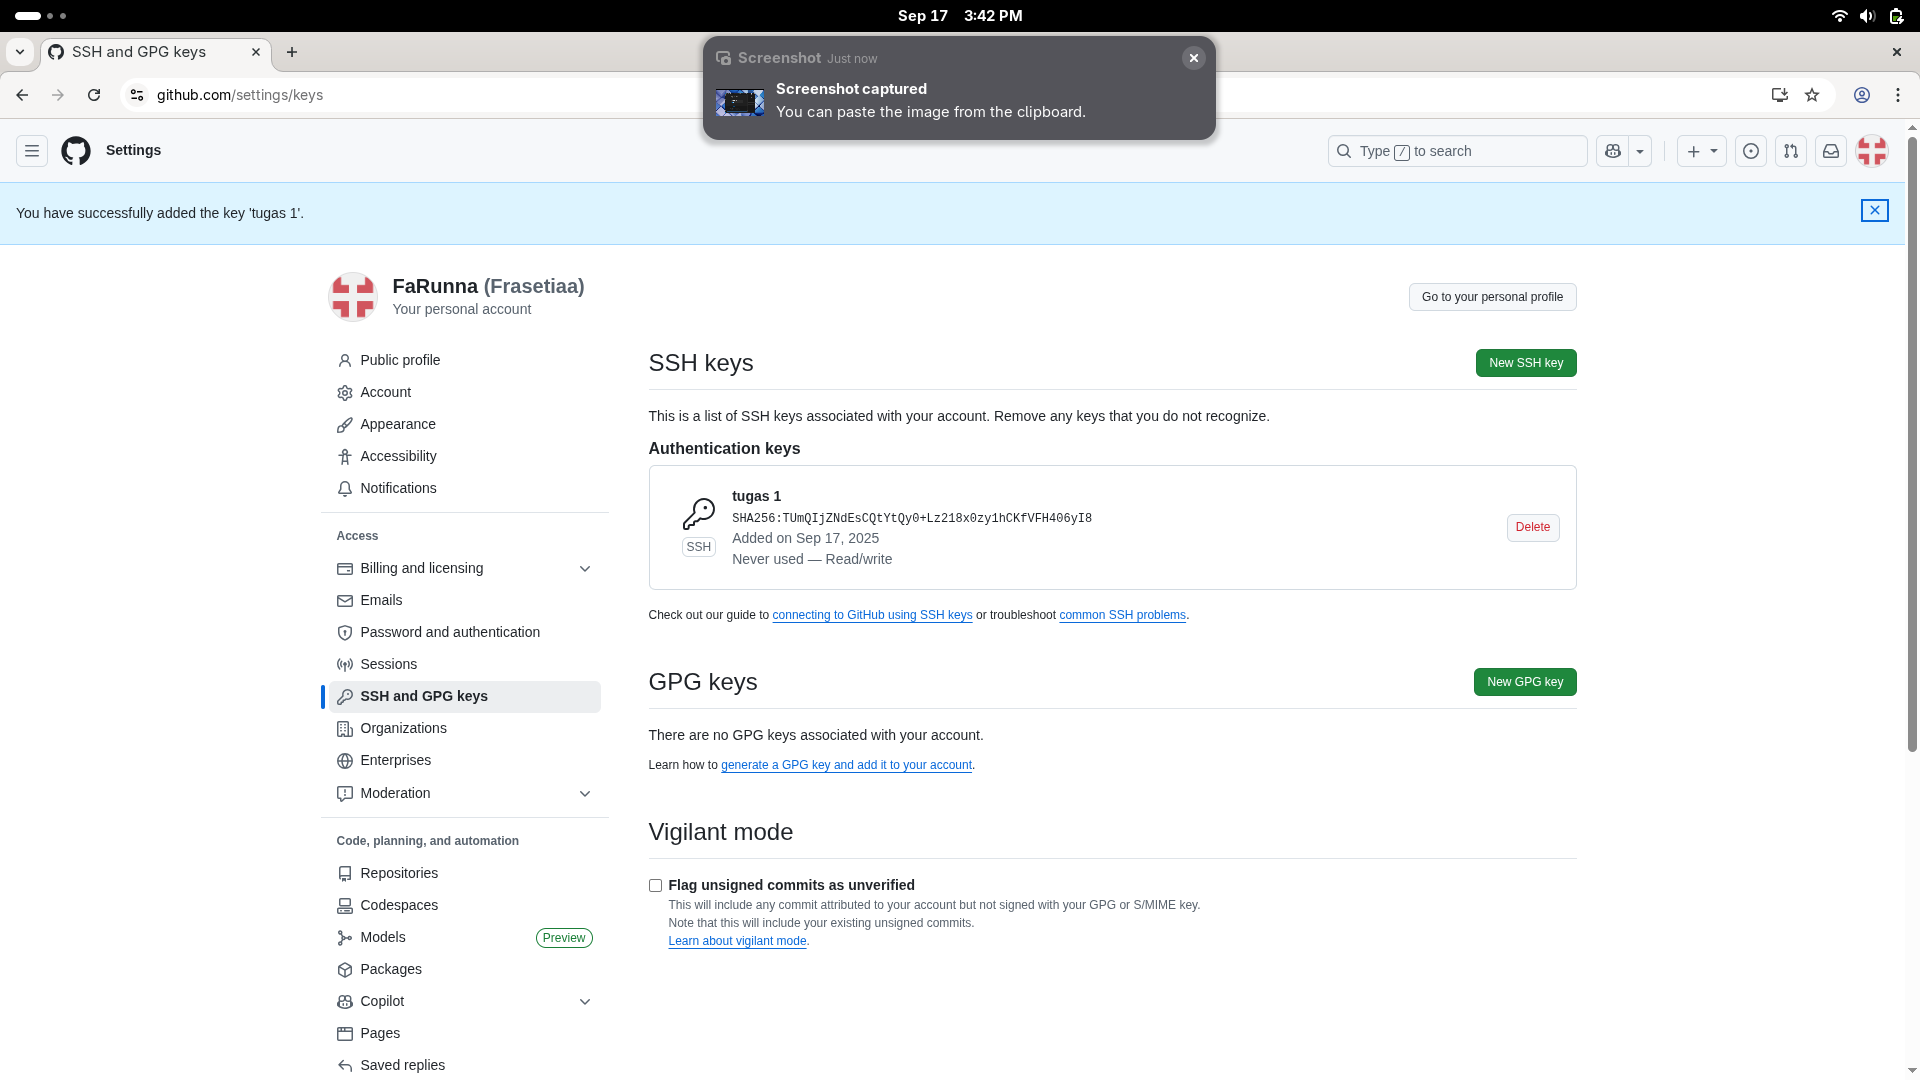 Sep 17 3:42 PM
SSH and GPG keys
github.com/settings/keys
Screenshot Just now
Screenshot captured
You can paste the image from the clipboard.
Settings
Type / to search
You have successfully added the key 'tugas 1'.
FaRunna (Frasetiaa)
Your personal account
Go to your personal profile
Public profile
Account
Appearance
Accessibility
Notifications
Access
Billing and licensing
Emails
Password and authentication
Sessions
SSH and GPG keys
Organizations
Enterprises
Moderation
Code, planning, and automation
Repositories
Codespaces
Models Preview
Packages
Copilot
Pages
Saved replies
SSH keys
New SSH key
This is a list of SSH keys associated with your account. Remove any keys that you do not recognize.
Authentication keys
tugas 1
SHA256:TUmQIjZNdEsCQtYtQy0+Lz218x0zy1hCKfVFH406yI8
Added on Sep 17, 2025
Never used — Read/write
SSH
Delete
Check out our guide to connecting to GitHub using SSH keys or troubleshoot common SSH problems.
GPG keys
New GPG key
There are no GPG keys associated with your account.
Learn how to generate a GPG key and add it to your account.
Vigilant mode
Flag unsigned commits as unverified
This will include any commit attributed to your account but not signed with your GPG or S/MIME key.
Note that this will include your existing unsigned commits.
Learn about vigilant mode.